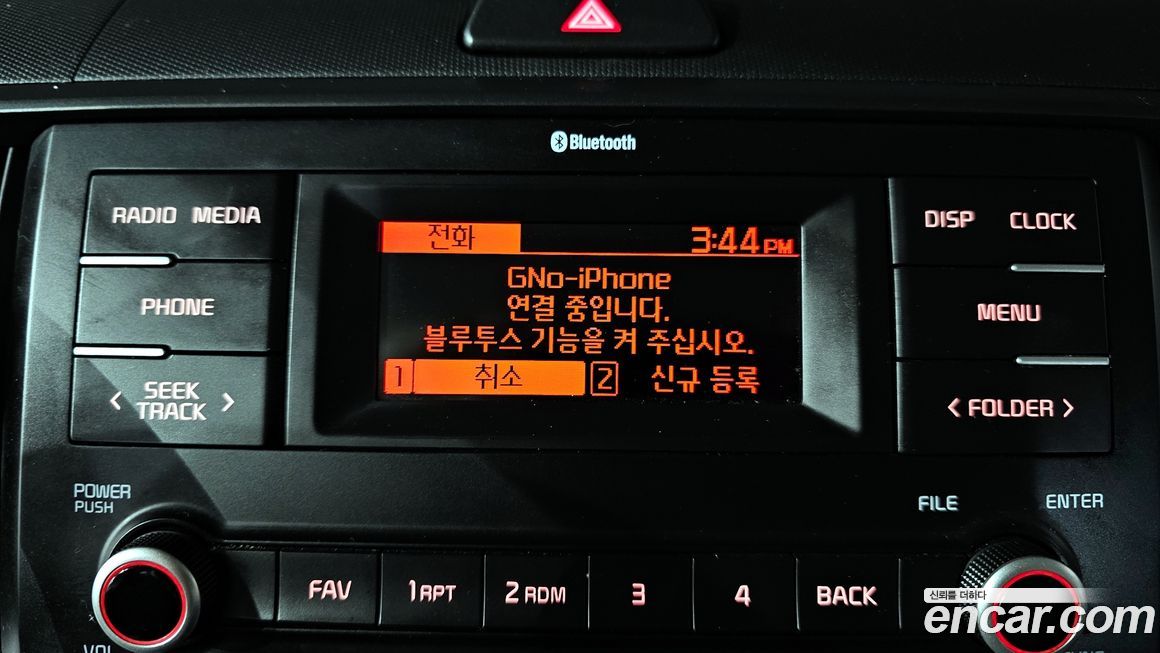 Bluetooth
RADIO MEDIA
DISP CLOCK
전화 3:44 PM
GNo-iPhone
연결 중입니다.
블루투스 기능을 켜 주십시오.
1 취소 2 신규 등록
PHONE
MENU
< SEEK TRACK >
< FOLDER >
POWER
PUSH
FILE
ENTER
FAV
1 RPT
2 RDM
3
4
BACK
VOL
신뢰를 더하다
encar.com